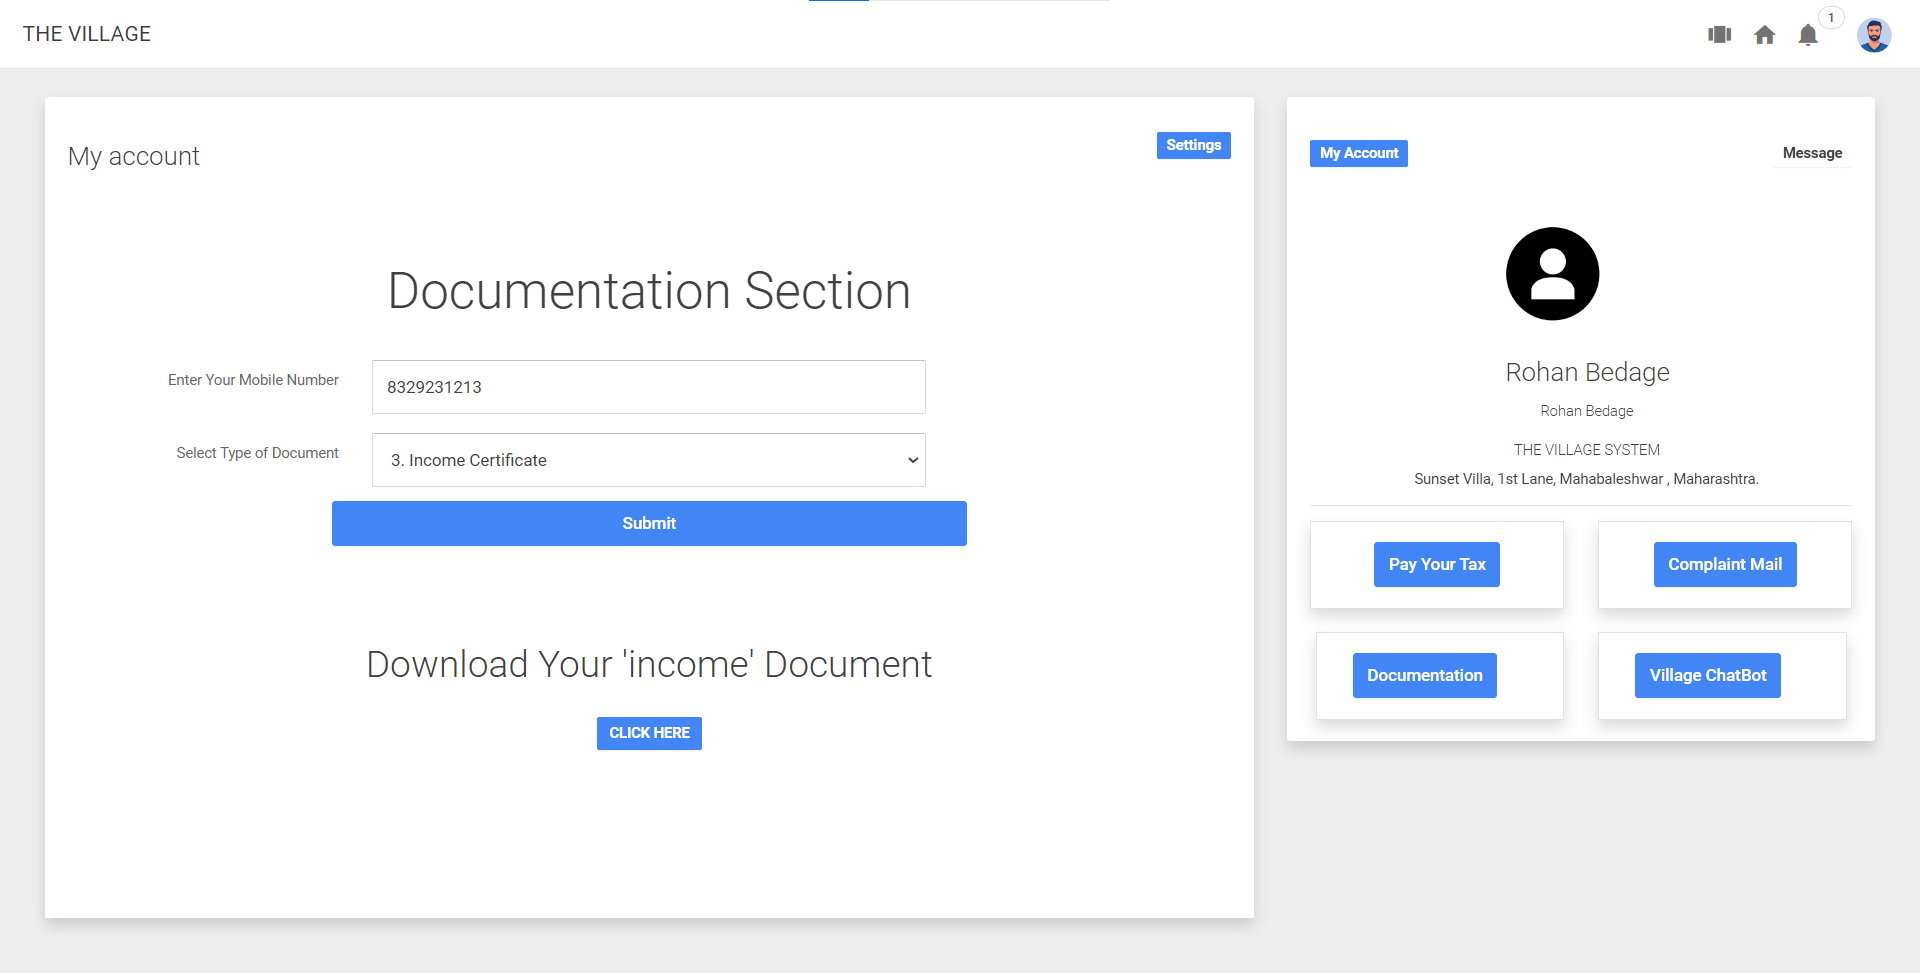 THE VILLAGE
1
My account
Settings
Documentation Section
Enter Your Mobile Number
8329231213
Select Type of Document
3. Income Certificate
Submit
Download Your 'income' Document
CLICK HERE
My Account
Message
Rohan Bedage
Rohan Bedage
THE VILLAGE SYSTEM
Sunset Villa, 1st Lane, Mahabaleshwar , Maharashtra.
Pay Your Tax
Complaint Mail
Documentation
Village ChatBot